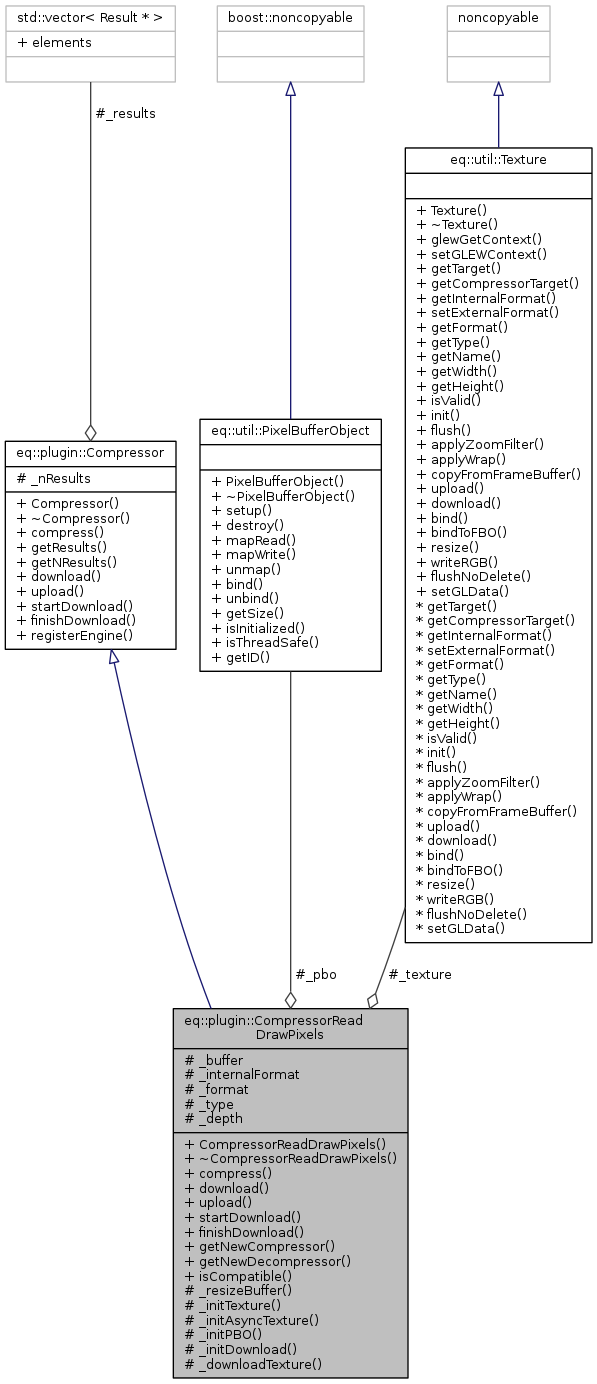 std::vector< Result * >
+ elements
boost::noncopyable
noncopyable
#_results
eq::util::Texture
+ Texture()
+ ~Texture()
+ glewGetContext()
+ setGLEWContext()
+ getTarget()
+ getCompressorTarget()
+ getInternalFormat()
+ setExternalFormat()
+ getFormat()
+ getType()
+ getName()
+ getWidth()
+ getHeight()
+ isValid()
+ init()
+ flush()
+ applyZoomFilter()
+ applyWrap()
+ copyFromFrameBuffer()
+ upload()
+ download()
+ bind()
+ bindToFBO()
+ resize()
+ writeRGB()
+ flushNoDelete()
+ setGLData()
* getTarget()
* getCompressorTarget()
* getInternalFormat()
* setExternalFormat()
* getFormat()
* getType()
* getName()
* getWidth()
* getHeight()
* isValid()
* init()
* flush()
* applyZoomFilter()
* applyWrap()
* copyFromFrameBuffer()
* upload()
* download()
* bind()
* bindToFBO()
* resize()
* writeRGB()
* flushNoDelete()
* setGLData()
eq::plugin::Compressor
# _nResults
+ Compressor()
+ ~Compressor()
+ compress()
+ getResults()
+ getNResults()
+ download()
+ upload()
+ startDownload()
+ finishDownload()
+ registerEngine()
eq::util::PixelBufferObject
+ PixelBufferObject()
+ ~PixelBufferObject()
+ setup()
+ destroy()
+ mapRead()
+ mapWrite()
+ unmap()
+ bind()
+ unbind()
+ getSize()
+ isInitialized()
+ isThreadSafe()
+ getID()
#_pbo
#_texture
eq::plugin::CompressorRead
DrawPixels
# _buffer
# _internalFormat
# _format
# _type
# _depth
+ CompressorReadDrawPixels()
+ ~CompressorReadDrawPixels()
+ compress()
+ download()
+ upload()
+ startDownload()
+ finishDownload()
+ getNewCompressor()
+ getNewDecompressor()
+ isCompatible()
# _resizeBuffer()
# _initTexture()
# _initAsyncTexture()
# _initPBO()
# _initDownload()
# _downloadTexture()